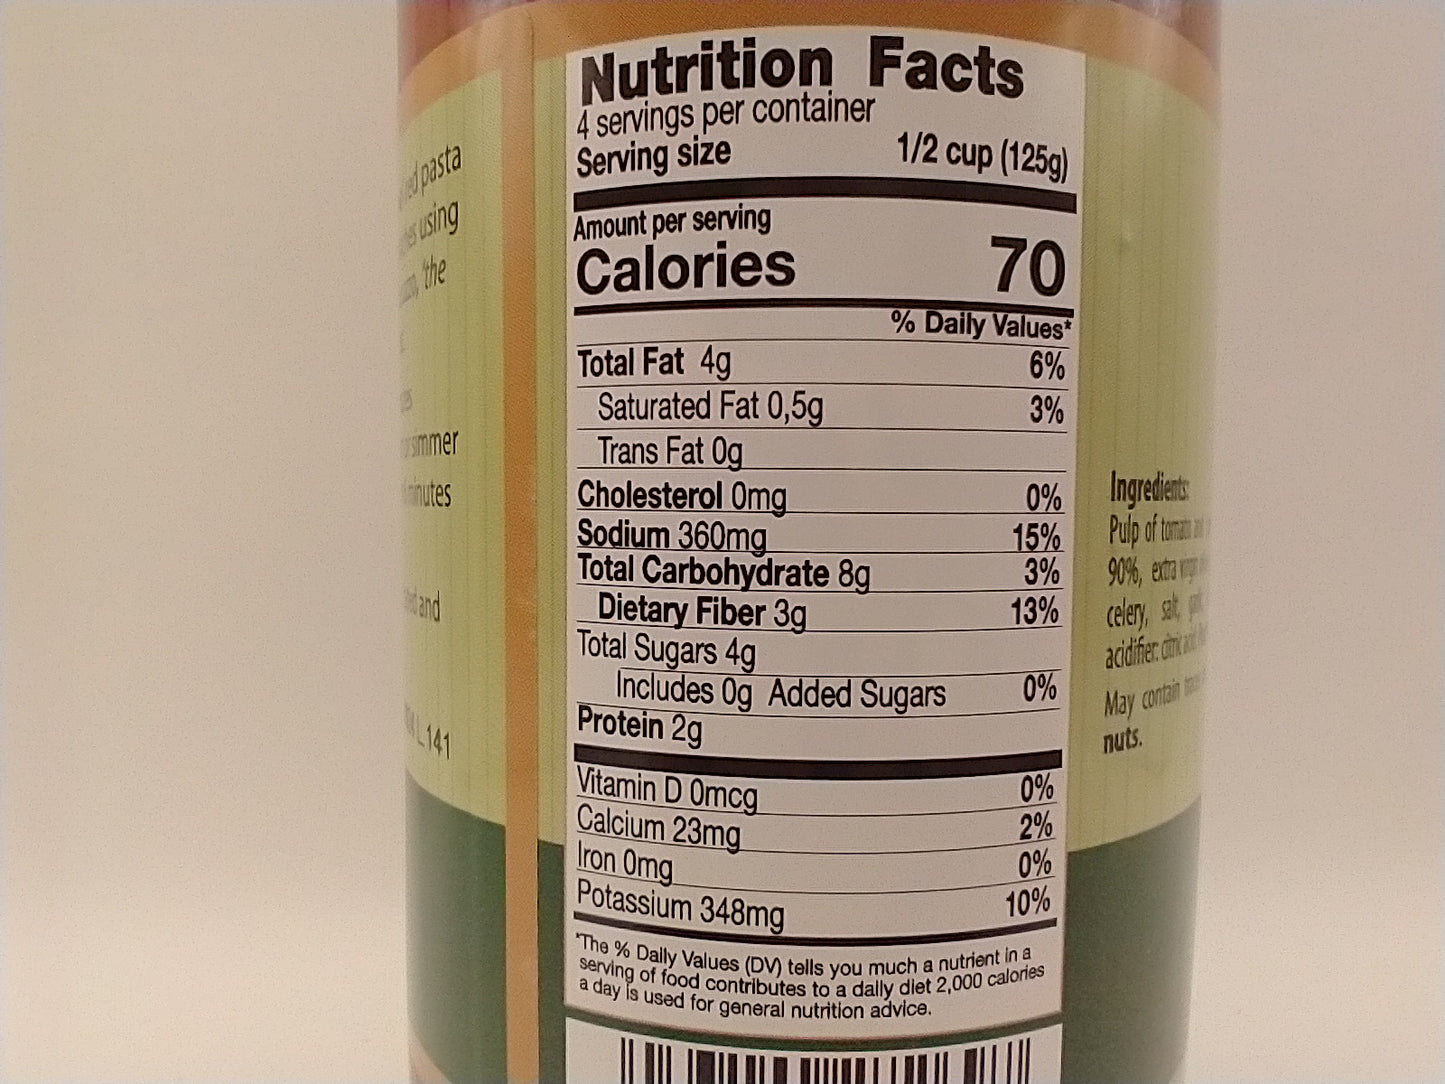 pasta
using
"the
simmer
minutes
and
L141
Nutrition Facts
4 servings per container
Serving size 1/2 cup (125g)
Amount per serving
Calories 70
% Daily Values*
Total Fat 4g 6%
Saturated Fat 0,5g 3%
Trans Fat 0g
Cholesterol 0mg 0%
Sodium 360mg 15%
Total Carbohydrate 8g 3%
Dietary Fiber 3g 13%
Total Sugars 4g
Includes 0g Added Sugars 0%
Protein 2g
Vitamin D 0mcg 0%
Calcium 23mg 2%
Iron 0mg 0%
Potassium 348mg 10%
*The % Daily Values (DV) tells you much a nutrient in a
serving of food contributes to a daily diet 2,000 calories
a day is used for general nutrition advice.
Ingredients:
Pulp of tomato
90%, extra virgin
celery, salt,
acidifier: citric acid
May contain
nuts.